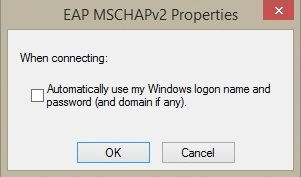 EAP MSCHAPv2 Properties
When connecting:
Automatically use my Windows logon name and
password (and domain if any).
OK
Cancel